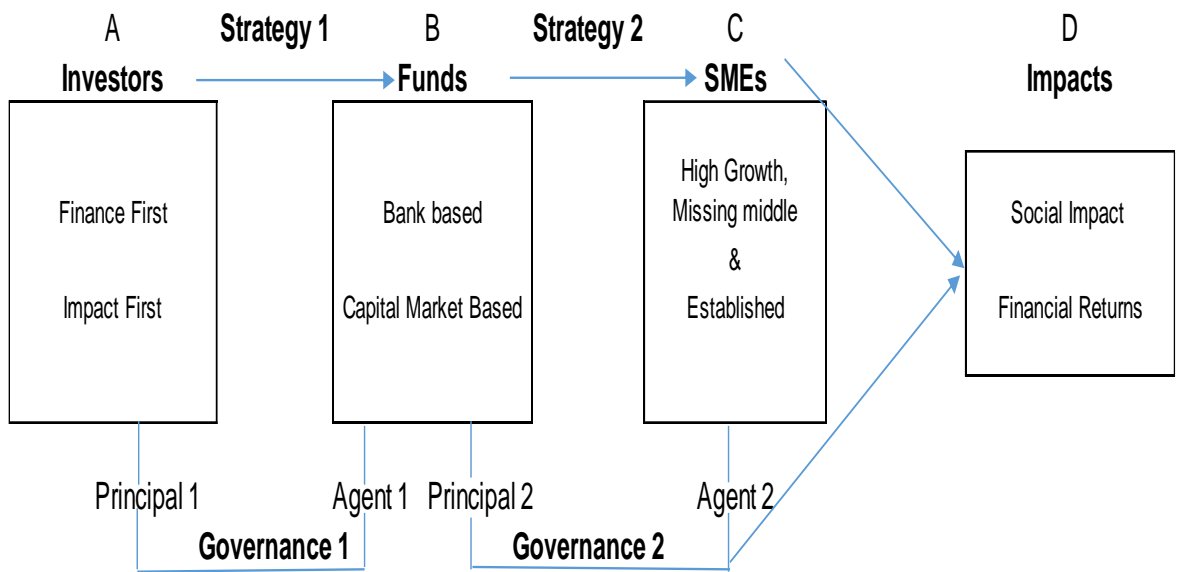 A Strategy 1 B Strategy 2 C D
Investors Funds SMEs Impacts
Finance First
Impact First
Bank based
Capital Market Based
High Growth,
Missing middle
&
Established
Social Impact
Financial Returns
Principal 1 Agent 1 Principal 2 Agent 2
Governance 1 Governance 2